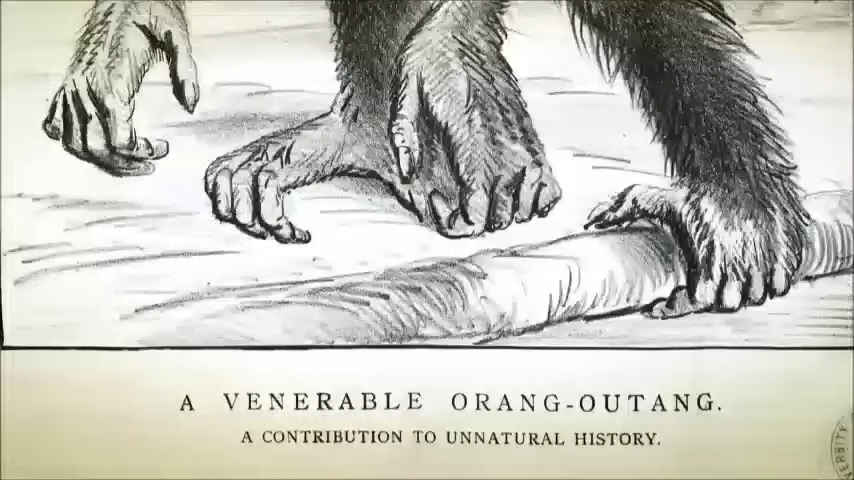 A VENERABLE ORANG-OUTANG.
A CONTRIBUTION TO UNNATURAL HISTORY.